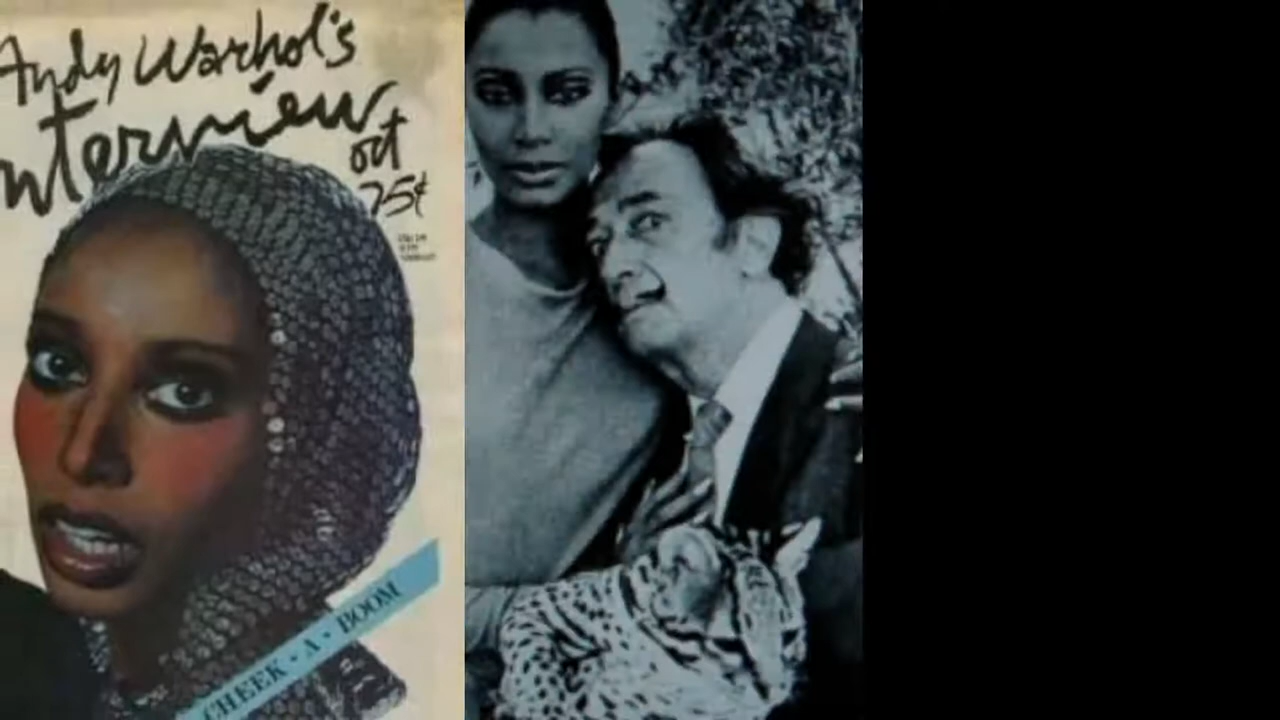 Andy Warhol's
nterview
oct
75¢
CHEEK • A • BOOM